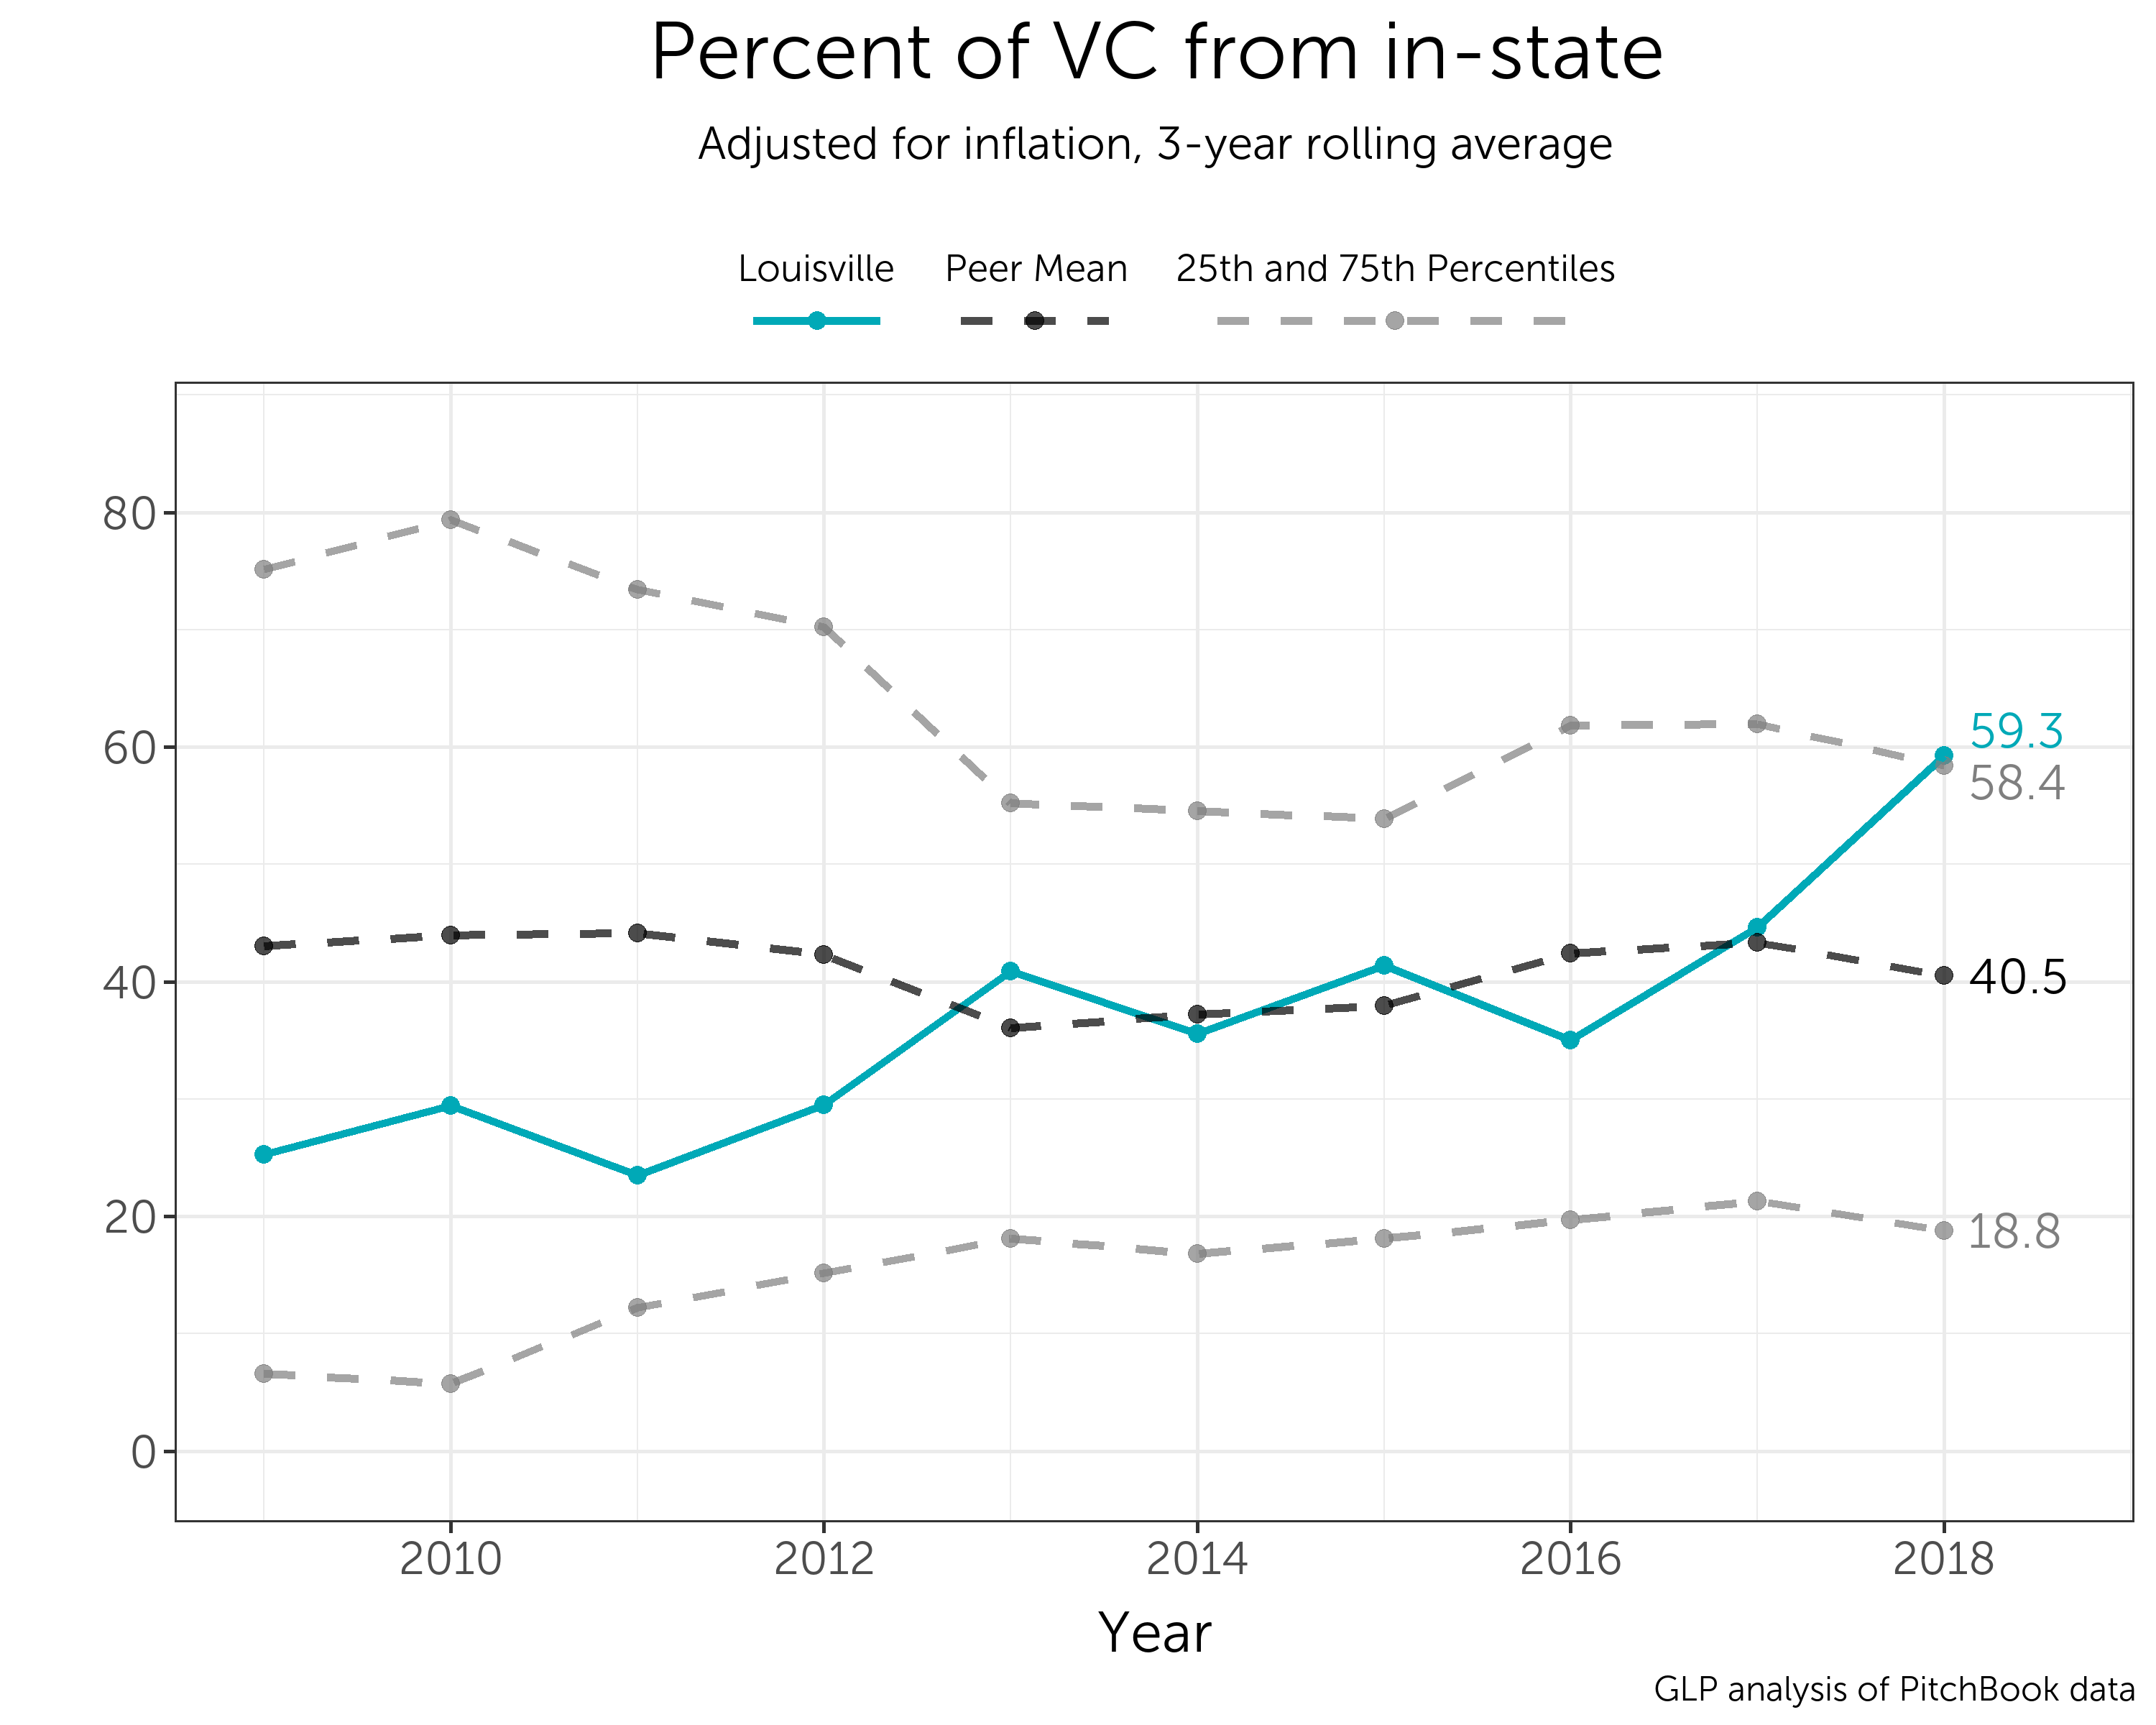 Percent of VC from in-state
Adjusted for inflation, 3-year rolling average
Louisville Peer Mean 25th and 75th Percentiles
80
60
40
20
0
59.3
58.4
40.5
18.8
2010 2012 2014 2016 2018
Year
GLP analysis of PitchBook data